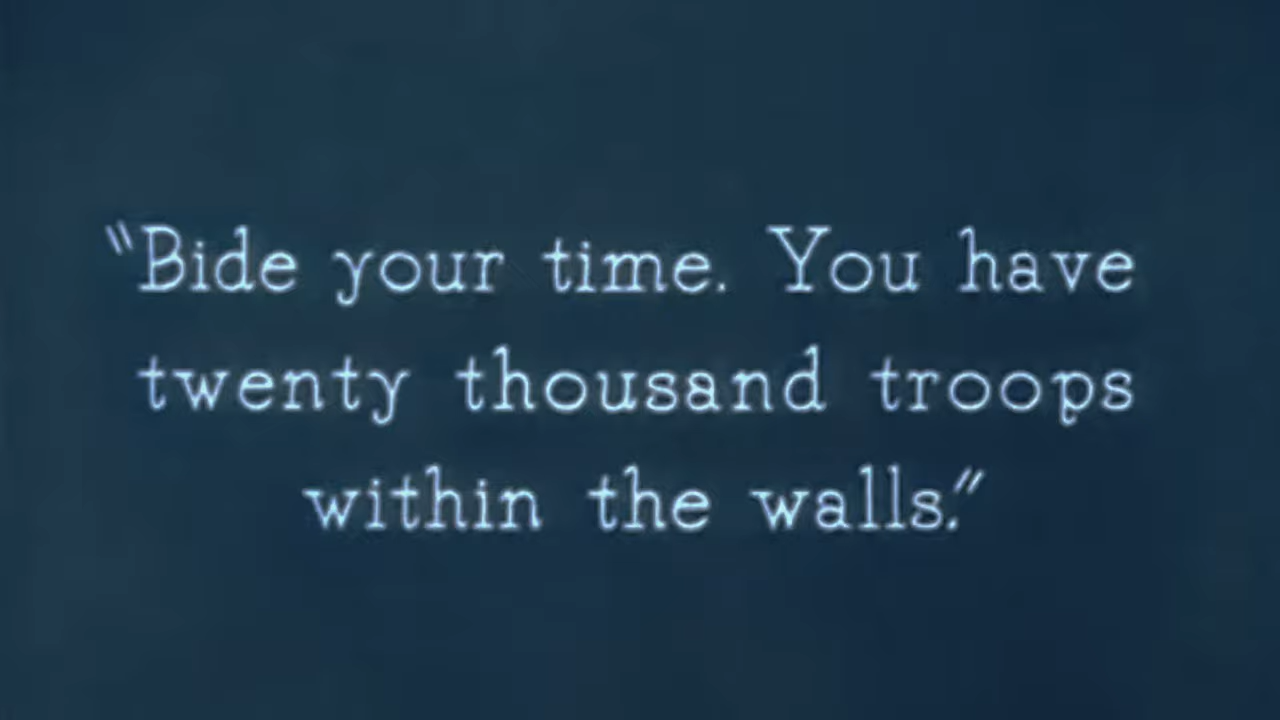 "Bide your time. You have
twenty thousand troops
within the walls."